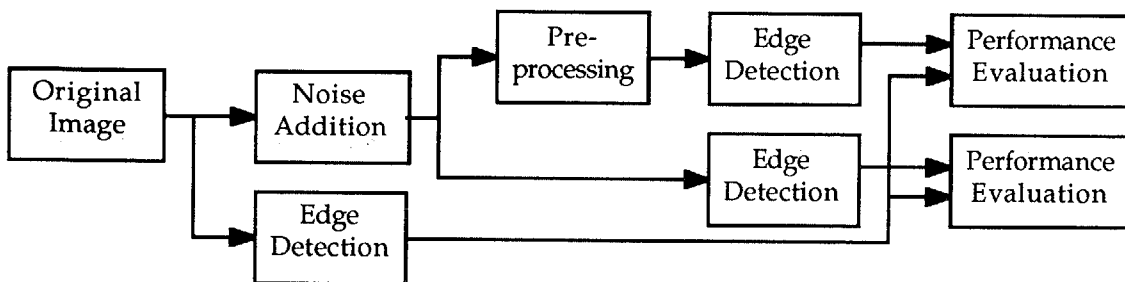 Original
Image
Noise
Addition
Edge
Detection
Pre-
processing
Edge
Detection
Performance
Evaluation
Edge
Detection
Performance
Evaluation